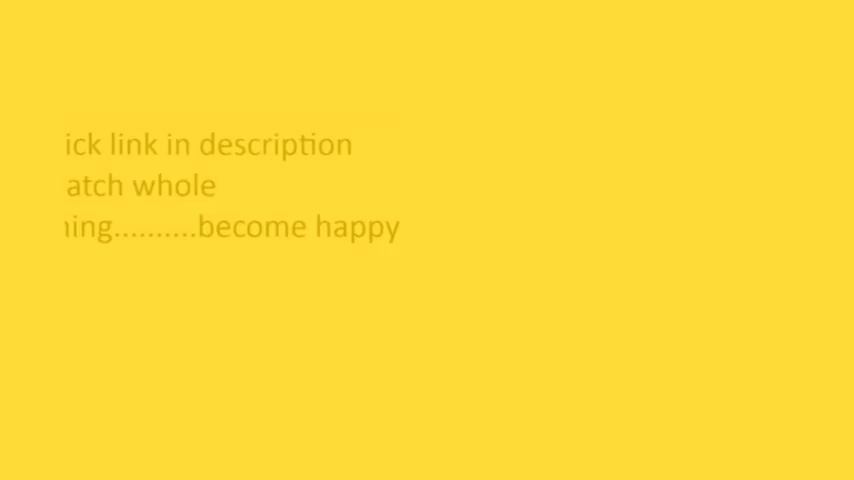 ick link in description
atch whole
ing..........become happy